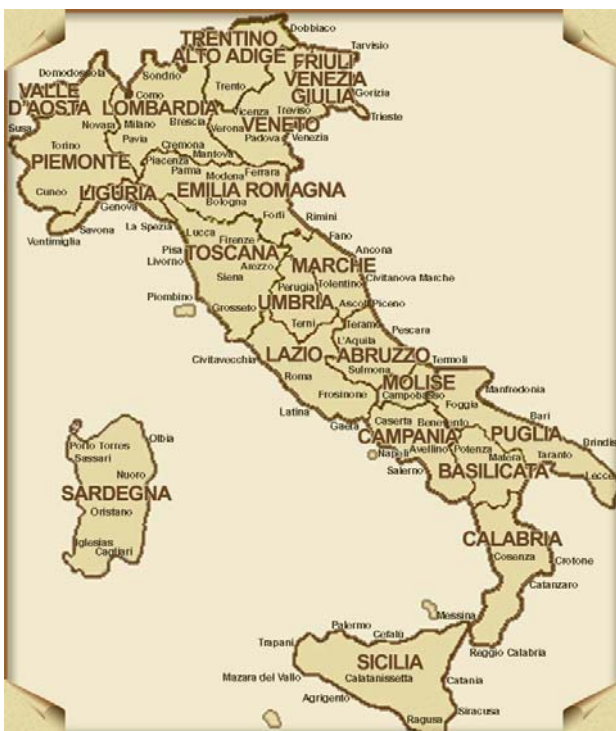 Dobbiaco
TRENTINO
ALTO ADIGE
Tarvisio
FRIULI
VENEZIA
GIULIA
Domodossola
Sondrio
Trento
Gorizia
VALLE
D'AOSTA
Como
LOMBARDIA
Vicenza
Treviso
Trieste
Susa
Novara
Milano
Brescia
Verona
VENETO
Torino
Pavia
Padova
Venezia
Cremona
Mantova
PIEMONTE
Piacenza
Parma
Modena
Ferrara
Cuneo
LIGURIA
EMILIA ROMAGNA
Genova
Bologna
Savona
La Spezia
Lucca
Forlì
Rimini
Ventimiglia
Firenze
Fano
Pisa
TOSCANA
Ancona
Livorno
Arezzo
MARCHE
Siena
Perugia
Tolentino
Civitanova Marche
Piombino
Grosseto
UMBRIA
Ascoli Piceno
Terni
Teramo
Pescara
L'Aquila
Civitavecchia
LAZIO
ABRUZZO
Termoli
Roma
Sulmona
MOLISE
Frosinone
Campobasso
Manfredonia
Latina
Foggia
Gaeta
Caserta
Benevento
Bari
CAMPANIA
PUGLIA
Olbia
Porto Torres
Napoli
Avellino
Potenza
Matera
Taranto
Brindisi
Sassari
Salerno
BASILICATA
Nuoro
Lecce
SARDEGNA
Oristano
CALABRIA
Iglesias
Cagliari
Cosenza
Crotone
Catanzaro
Messina
Palermo
Cefalù
Trapani
Reggio Calabria
SICILIA
Mazara del Vallo
Calatanissetta
Catania
Agrigento
Siracusa
Ragusa